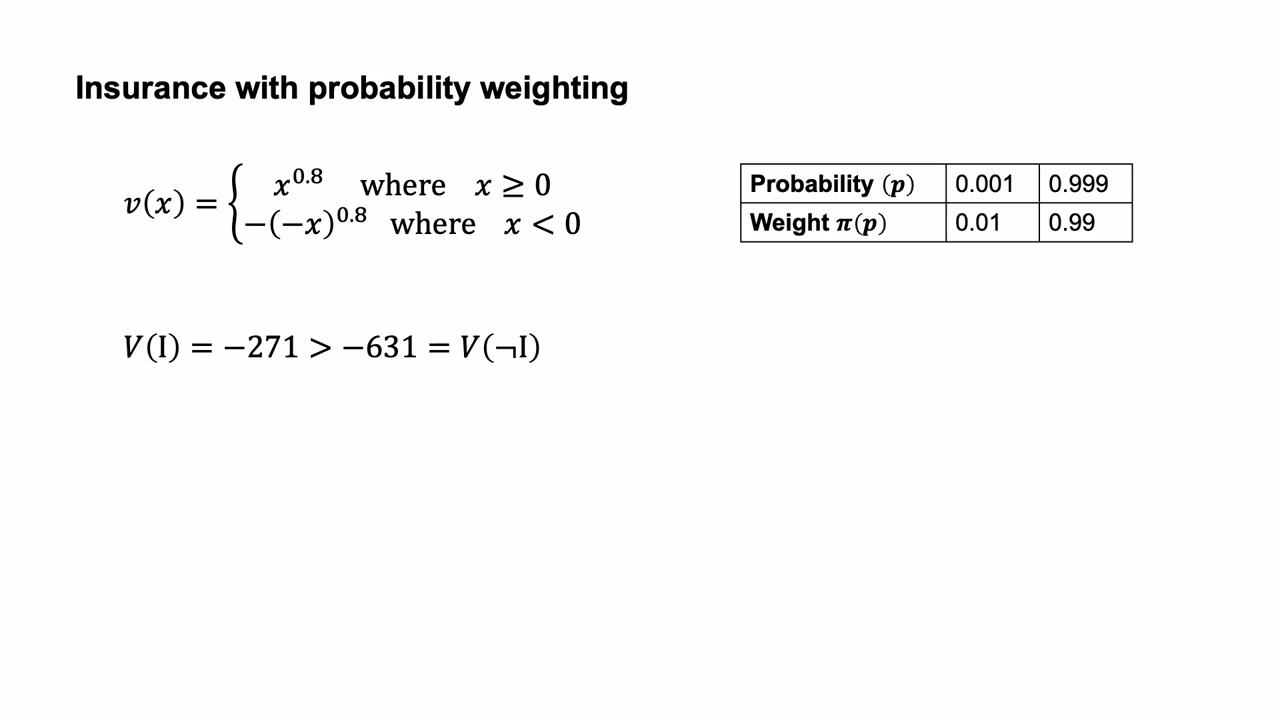 Insurance with probability weighting
v(x) = { x^0.8 where x ≥ 0
−(−x)^0.8 where x < 0
Probability (p) 0.001 0.999
Weight π(p) 0.01 0.99
V(I) = −271 > −631 = V(¬I)